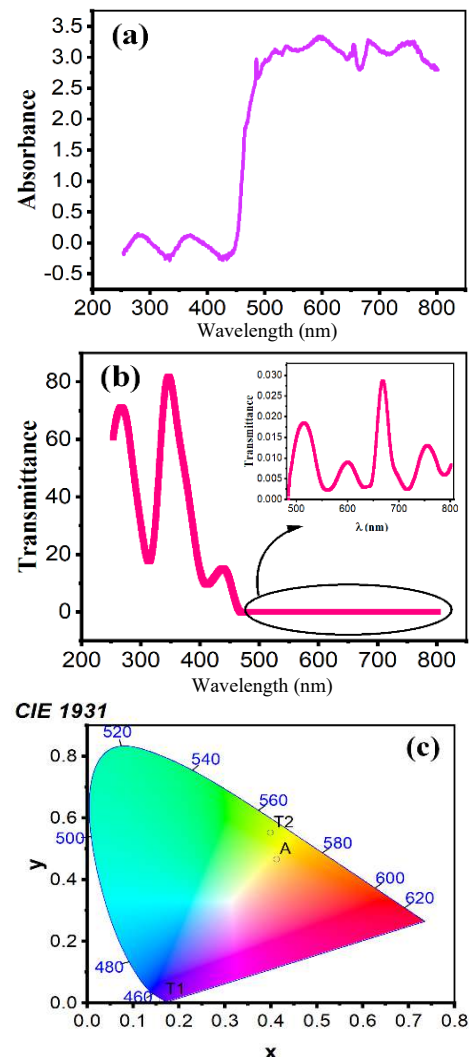 (a)
Absorbance
3.5
3.0
2.5
2.0
1.5
1.0
0.5
0.0
-0.5
200 300 400 500 600 700 800
Wavelength (nm)
(b)
Transmittance
80
60
40
20
0
200 300 400 500 600 700 800
Wavelength (nm)
Transmittance
0.030
0.025
0.020
0.015
0.010
0.005
0.000
500 600 700 800
λ (nm)
CIE 1931
(c)
y
0.8
0.6
0.4
0.2
0.0
0.0 0.1 0.2 0.3 0.4 0.5 0.6 0.7 0.8
x
520
540
560
T2
580
A
600
620
500
480
460
T1